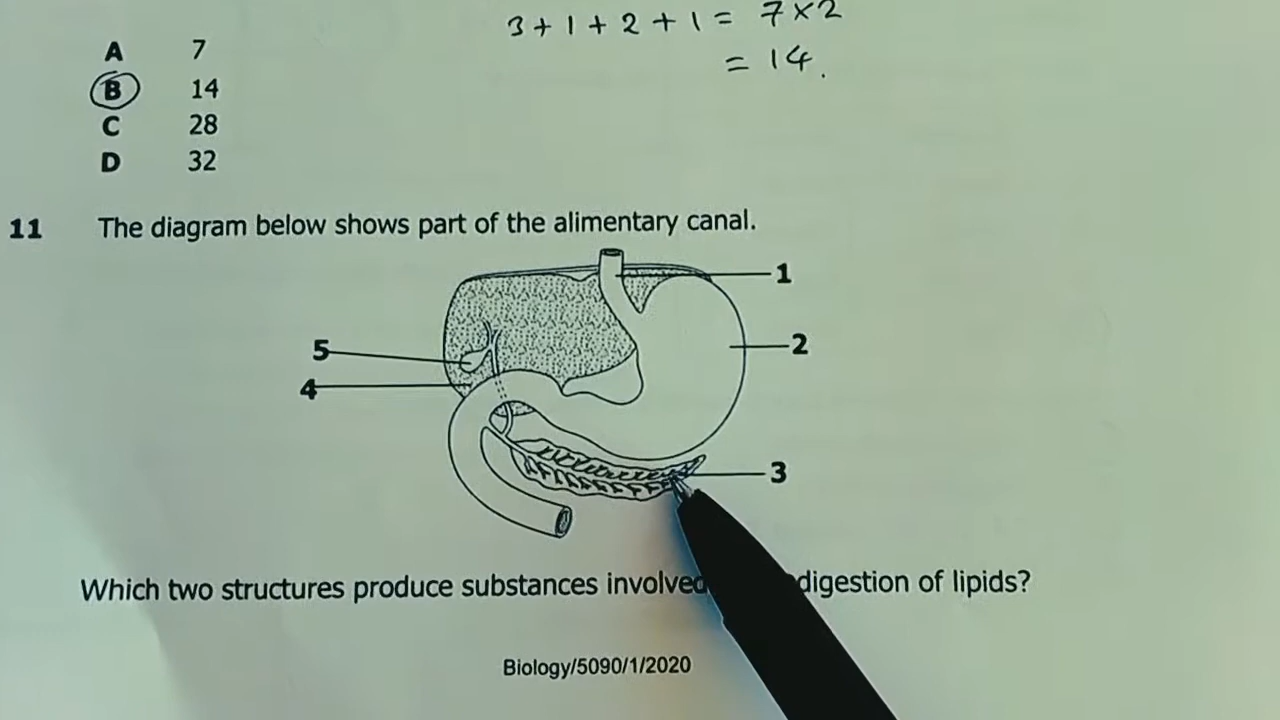 3 + 1 + 2 + 1 = 7 × 2
= 14.
A 7
B 14
C 28
D 32
11 The diagram below shows part of the alimentary canal.
1
2
5
4
3
Which two structures produce substances involved digestion of lipids?
Biology/5090/1/2020